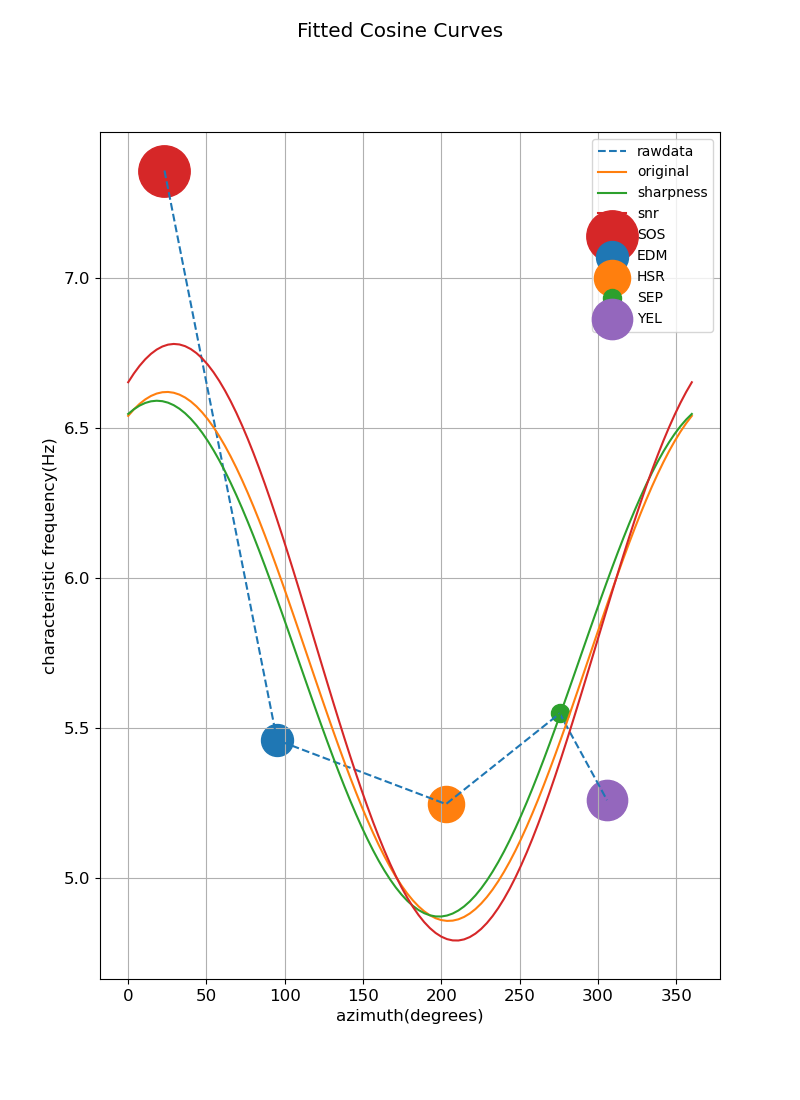 Fitted Cosine Curves
rawdata
original
sharpness
snr
SOS
EDM
HSR
SEP
YEL
characteristic frequency(Hz)
7.0
6.5
6.0
5.5
5.0
0 50 100 150 200 250 300 350
azimuth(degrees)